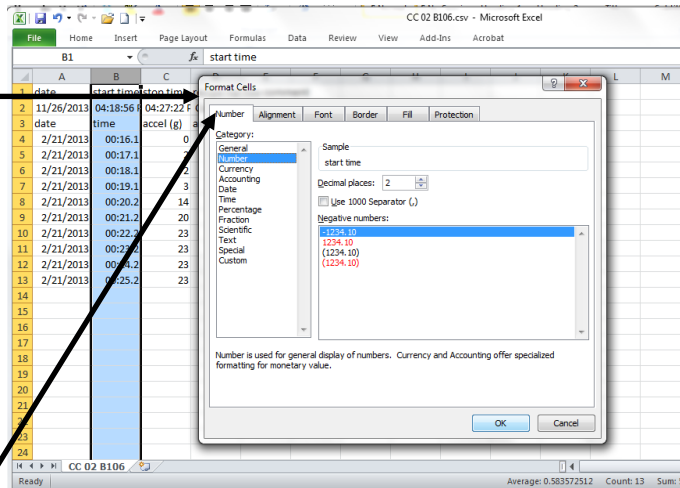 CC 02 B106.csv - Microsoft Excel
File Home Insert Page Layout Formulas Data Review View Add-Ins Acrobat
B1 fx start time
A B C L M
Format Cells
Number Alignment Font Border Fill Protection
1 date start time stop time
2 11/26/2013 04:18:56 04:27:22
3 date time accel (g)
4 2/21/2013 00:16.1 0
5 2/21/2013 00:17.1
6 2/21/2013 00:18.1 2
7 2/21/2013 00:19.1 3
8 2/21/2013 00:20.2 14
9 2/21/2013 00:21.2 20
10 2/21/2013 00:22.2 23
11 2/21/2013 23
12 2/21/2013 23
13 2/21/2013 23
14
15
16
17
18
19
20
21
23
24
Category:
General
Number
Currency
Accounting
Date
Time
Percentage
Fraction
Scientific
Text
Special
Custom
Sample
start time
Decimal places: 2
Use 1000 Separator (,)
Negative numbers:
-1234.10
1234.10
(1234.10)
(1234.10)
Number is used for general display of numbers. Currency and Accounting offer specialized
formatting for monetary value.
OK Cancel
CC 02 B106
Ready Average: 0.583572512 Count: 13 Sum: